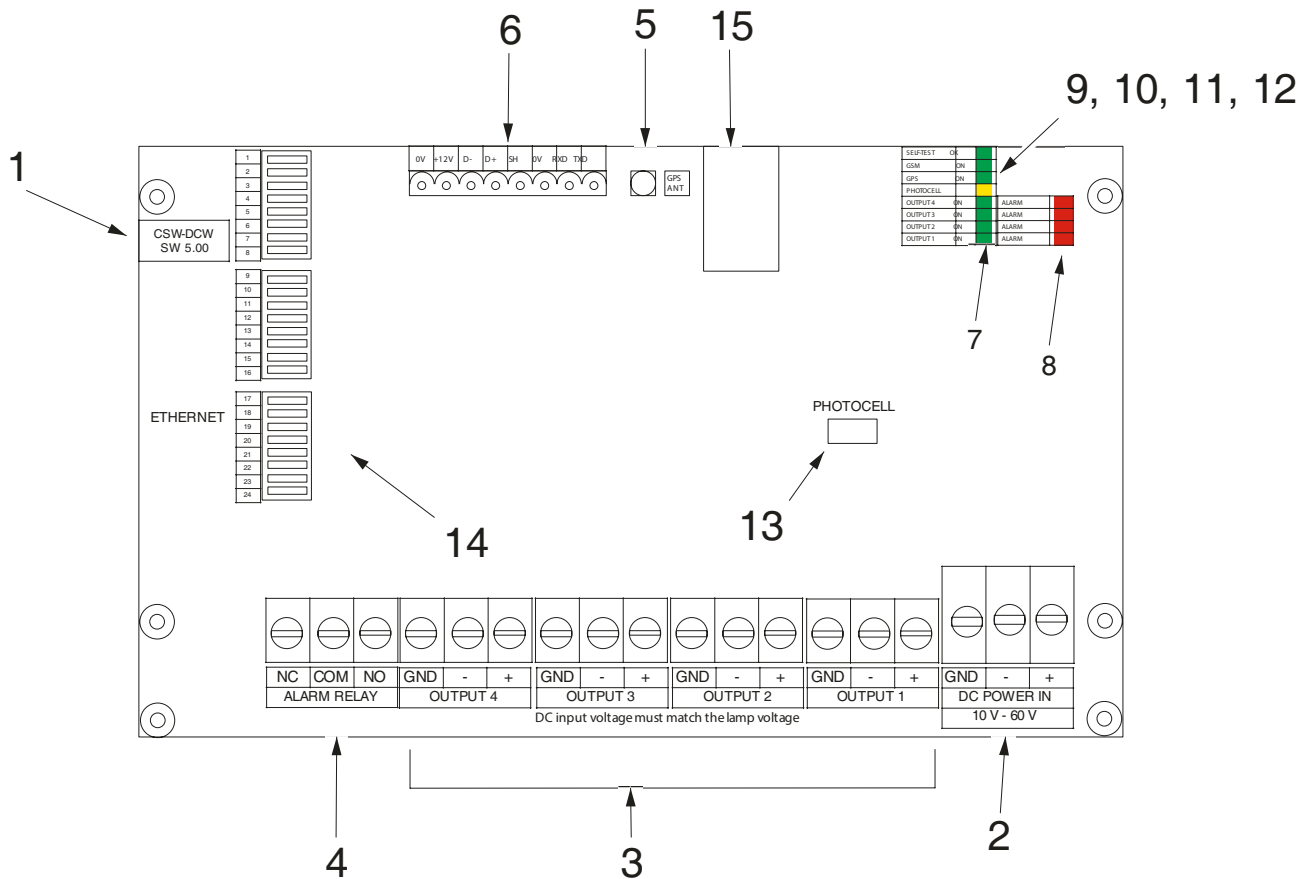 6 5 15
9, 10, 11, 12
1
CSW-DCW
SW 5.00
1
2
3
4
5
6
7
8
9
10
11
12
13
14
15
16
ETHERNET
17
18
19
20
21
22
23
24
14
0V +12V D- D+ SH 0V RXD TXD
GPS
ANT
SELF-TEST OK
GSM ON
GPS ON
PHOTOCELL
OUTPUT 4 ON ALARM
OUTPUT 3 ON ALARM
OUTPUT 2 ON ALARM
OUTPUT 1 ON ALARM
7
8
PHOTOCELL
13
NC COM NO GND - + GND - + GND - + GND - + GND - +
ALARM RELAY OUTPUT 4 OUTPUT 3 OUTPUT 2 OUTPUT 1 DC POWER IN
DC input voltage must match the lamp voltage
10 V - 60 V
4 3 2